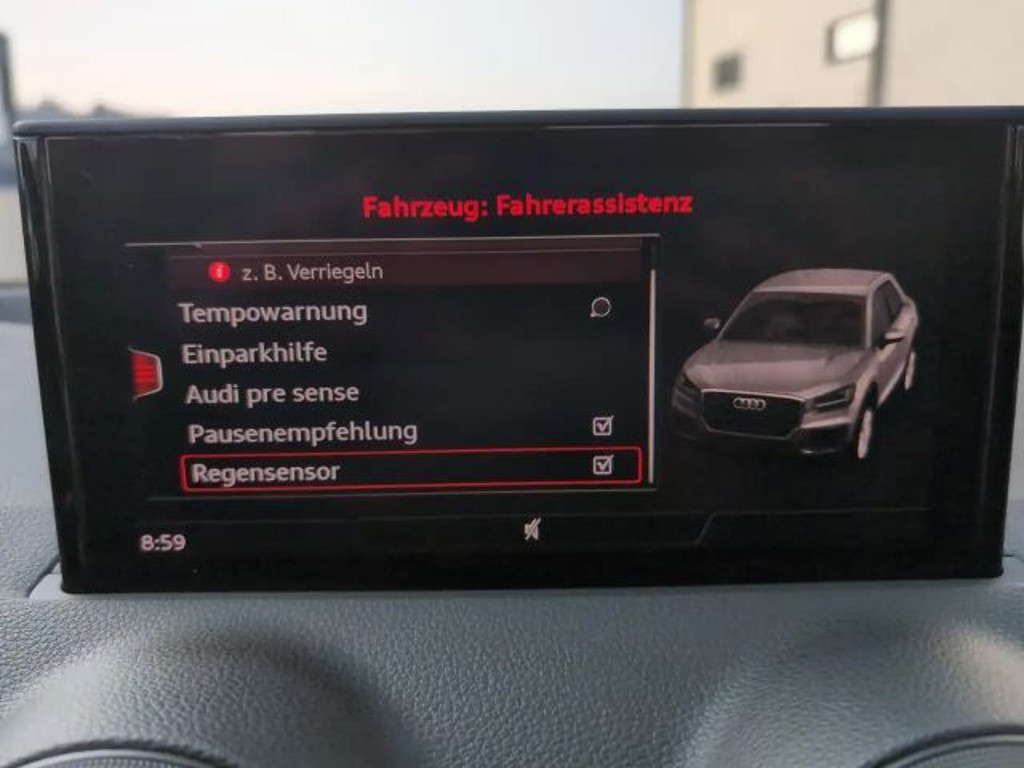 Fahrzeug: Fahrerassistenz
i z. B. Verriegeln
Tempowarnung
Einparkhilfe
Audi pre sense
Pausenempfehlung
Regensensor
8:59